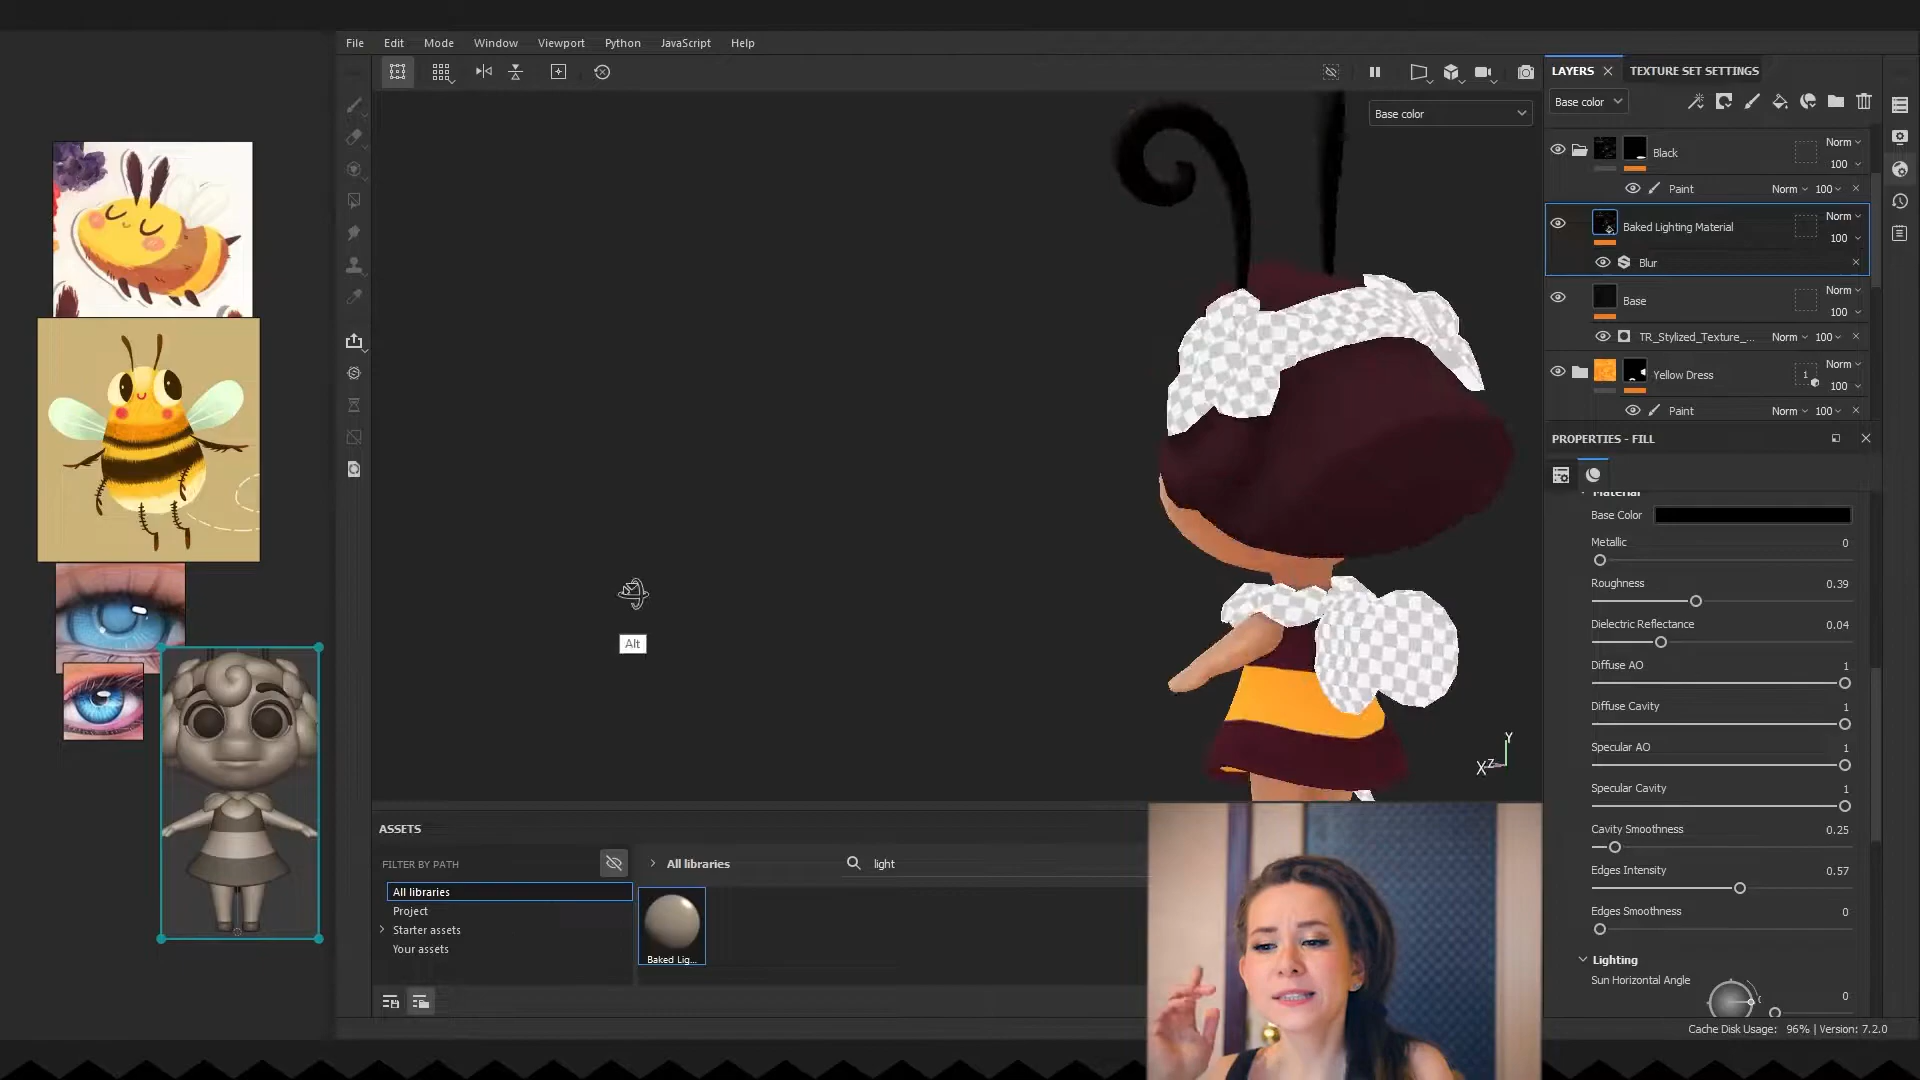 File Edit Mode Window Viewport Python JavaScript Help
LAYERS TEXTURE SET SETTINGS
Base color
Base color
Black Norm
100
Paint Norm 100
Baked Lighting Material Norm
100
Blur
Base Norm
100
TR_Stylized_Texture_... Norm 100
Yellow Dress 1 Norm
100
Paint Norm 100
PROPERTIES - FILL
Material
Base Color
Metallic 0
Roughness 0.39
Dielectric Reflectance 0.04
Diffuse AO 1
Diffuse Cavity 1
Specular AO 1
Specular Cavity 1
Cavity Smoothness 0.25
Edges Intensity 0.57
Edges Smoothness 0
Lighting
Sun Horizontal Angle 0
Alt
Y
X Z
ASSETS
FILTER BY PATH
All libraries
Project
Starter assets
Your assets
All libraries
light
Baked Lig...
Cache Disk Usage: 96% | Version: 7.2.0